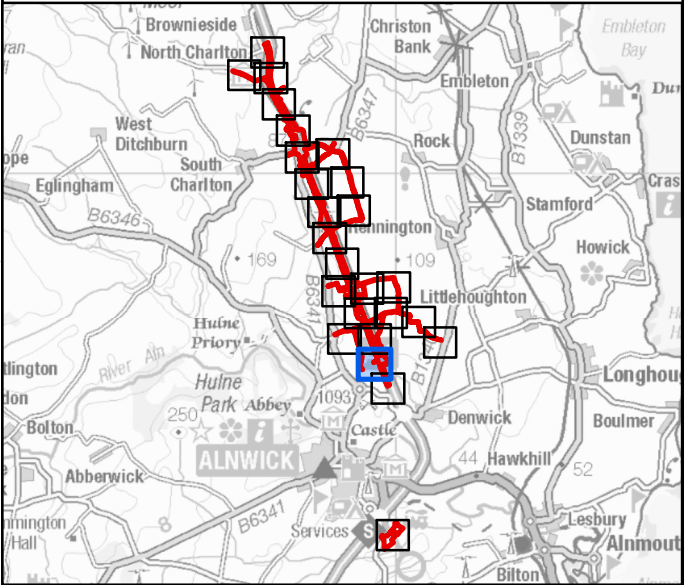 Brownieside
North Charlton
Christon
Bank
Embleton
Bay
B6347
Embleton
B1339
West
Ditchburn
Rock
Dunstan
South
Charlton
Eglingham
B6346
Stamford
Howick
169
109
B6341
Littlehoughton
Hulne
Priory
River Aln
Hulne
Park
Abbey
1093
Longhou
250
Castle
Denwick
Boulmer
Bolton
ALNWICK
44
Hawkhill
52
Abberwick
8
B6341
Services
S
Lesbury
Hall
Alnmout
Bilton